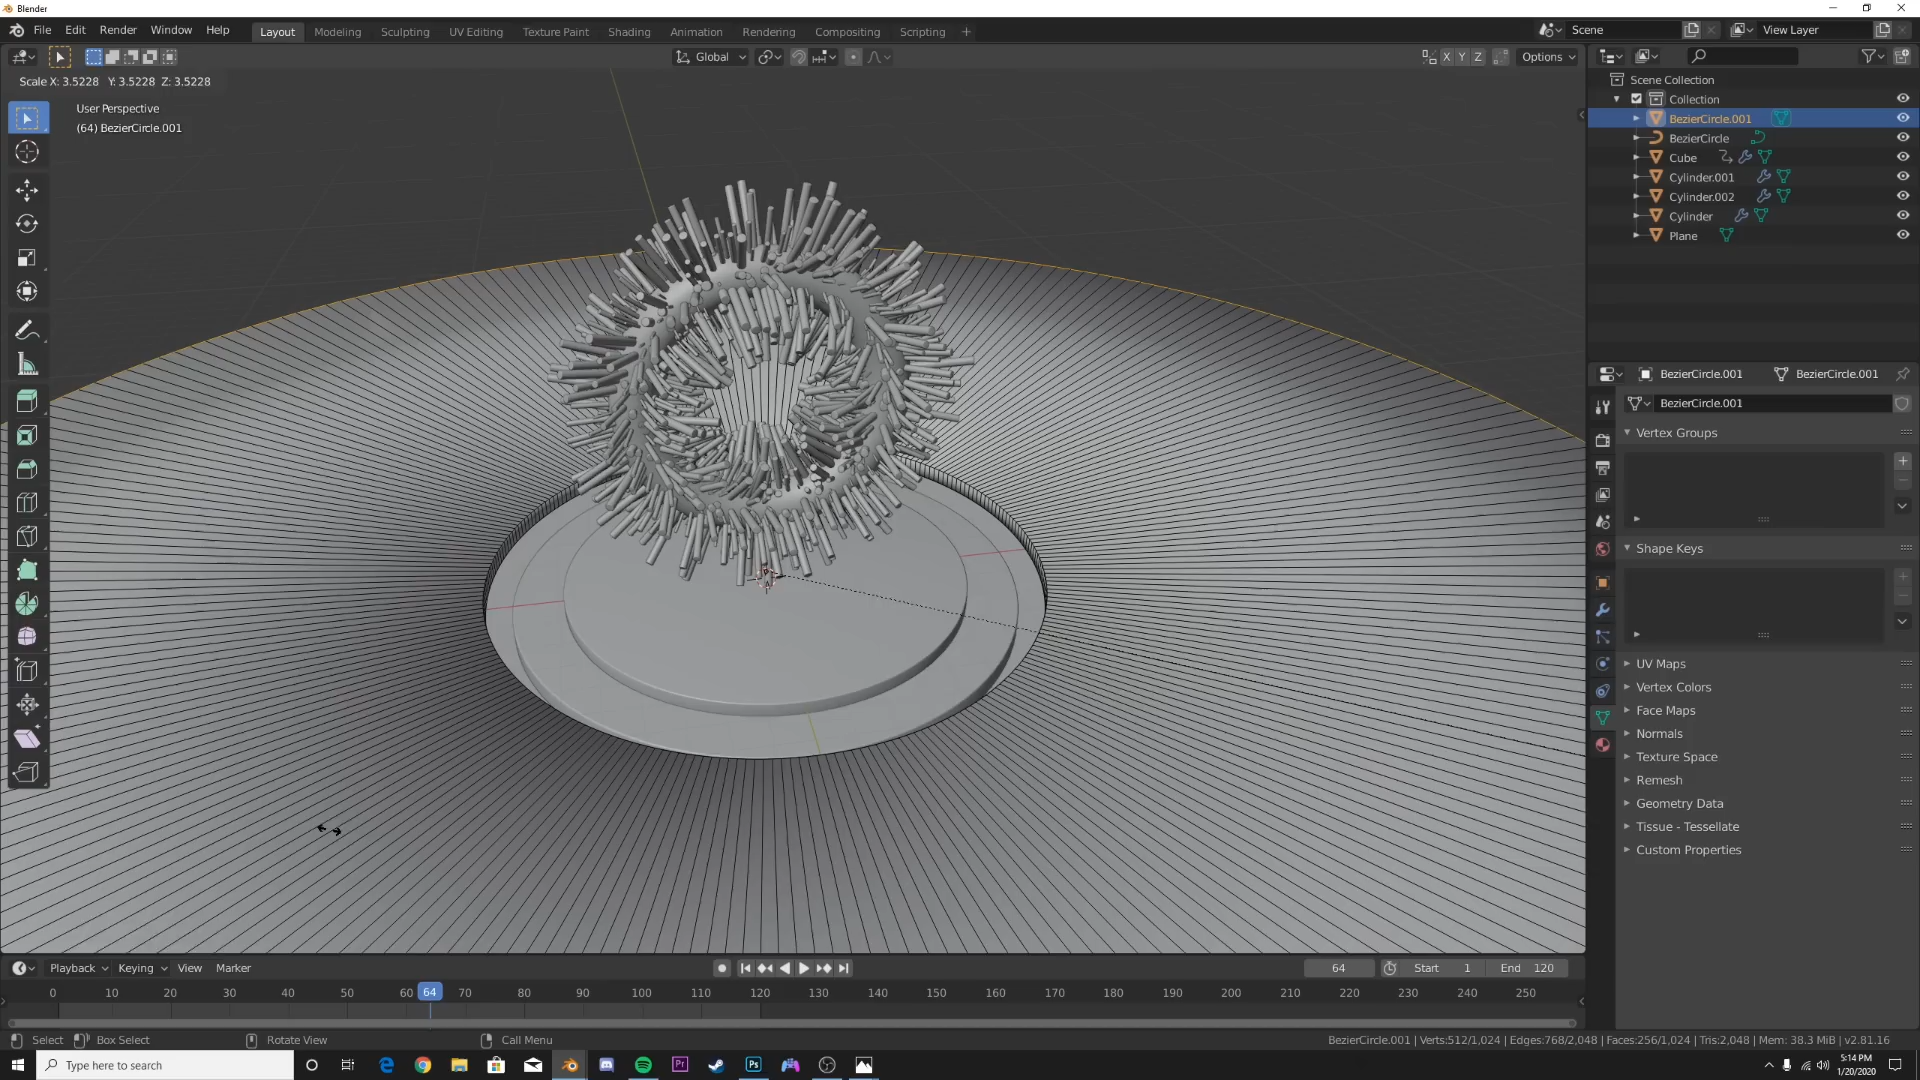 Blender
File Edit Render Window Help Layout Modeling Sculpting UV Editing Texture Paint Shading Animation Rendering Compositing Scripting + Scene View Layer
Global X Y Z Options
Scale X: 3.5228 Y: 3.5228 Z: 3.5228
User Perspective
(64) BezierCircle.001
Scene Collection
Collection
BezierCircle.001
BezierCircle
Cube
Cylinder.001
Cylinder.002
Cylinder
Plane
BezierCircle.001 BezierCircle.001
BezierCircle.001
Vertex Groups
Shape Keys
UV Maps
Vertex Colors
Face Maps
Normals
Texture Space
Remesh
Geometry Data
Tissue - Tessellate
Custom Properties
Playback Keying View Marker 64 Start 1 End 120
0 10 20 30 40 50 60 64 70 80 90 100 110 120 130 140 150 160 170 180 190 200 210 220 230 240 250
Select Box Select Rotate View Call Menu BezierCircle.001 | Verts:512/1,024 | Edges:768/2,048 | Faces:256/1,024 | Tris:2,048 | Mem: 38.3 MiB | v2.81.16
Type here to search
Pr
Ps
5:14 PM
1/20/2020